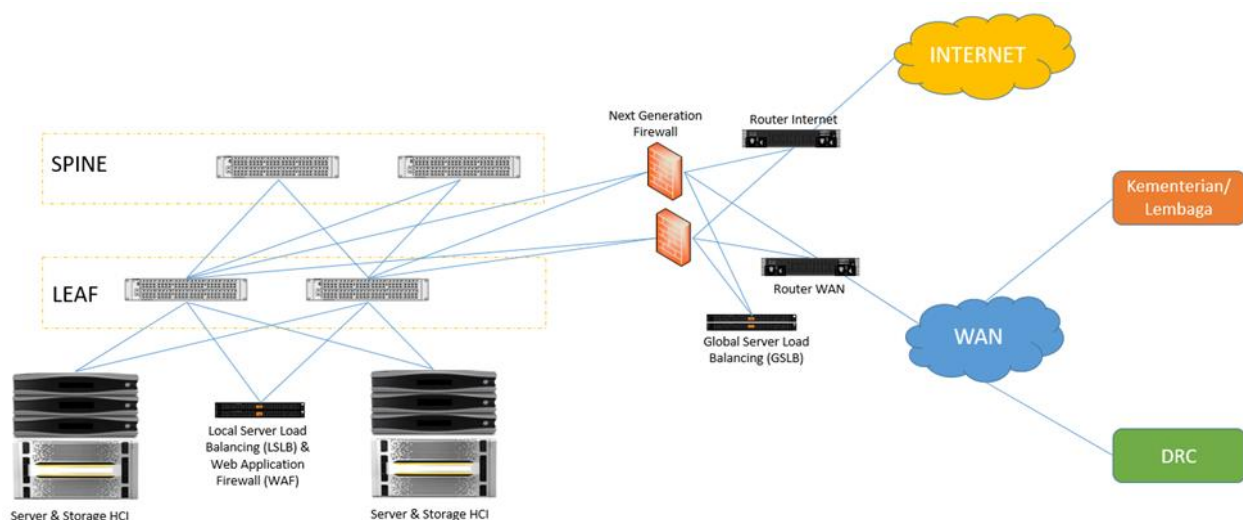 INTERNET
Next Generation
Firewall
Router Internet
SPINE
Kementerian/
Lembaga
LEAF
Router WAN
WAN
Global Server Load
Balancing (GSLB)
Local Server Load
Balancing (LSLB) &
Web Application
Firewall (WAF)
DRC
Server & Storage HCI
Server & Storage HCI